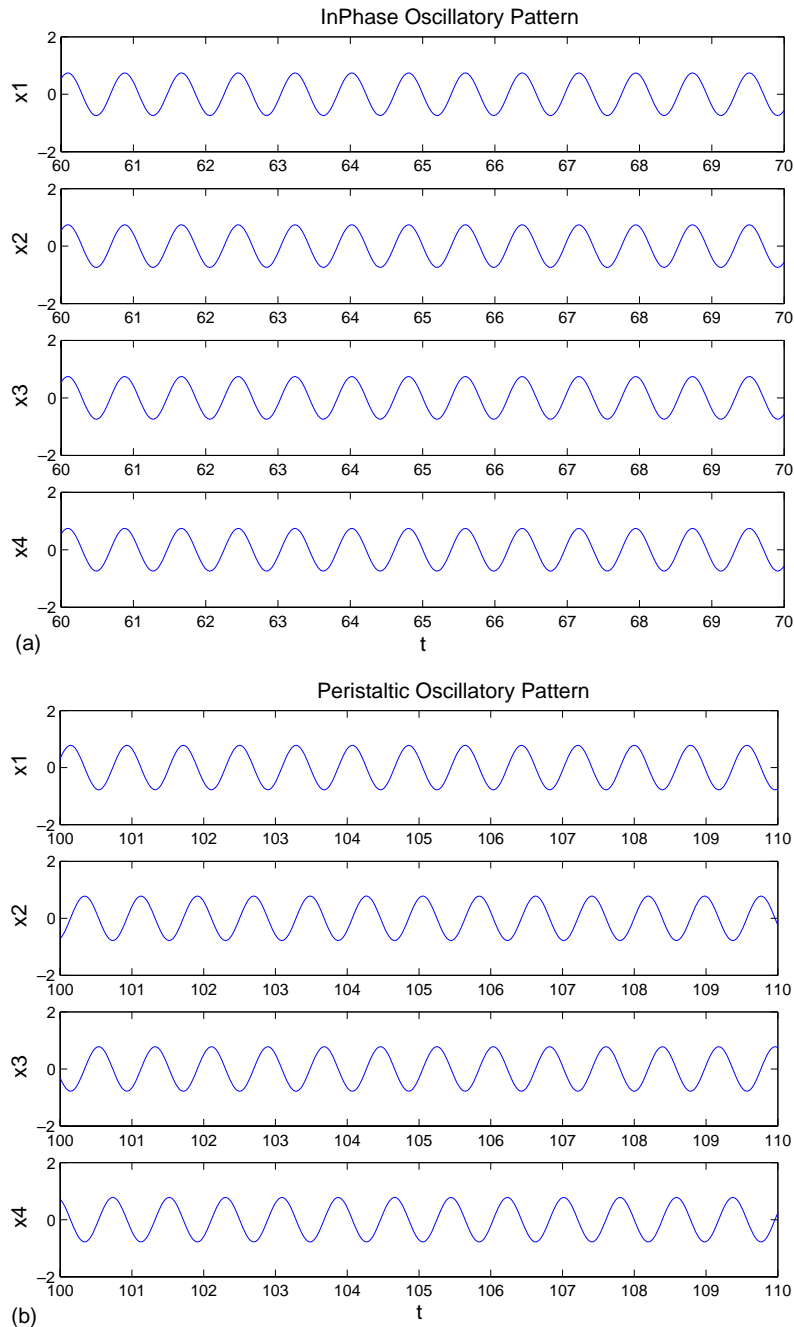 InPhase Oscillatory Pattern
2
0
−2
x1
60 61 62 63 64 65 66 67 68 69 70
2
0
−2
x2
60 61 62 63 64 65 66 67 68 69 70
2
0
−2
x3
60 61 62 63 64 65 66 67 68 69 70
2
0
−2
x4
60 61 62 63 64 65 66 67 68 69 70
(a)
t
Peristaltic Oscillatory Pattern
2
0
−2
x1
100 101 102 103 104 105 106 107 108 109 110
2
0
−2
x2
100 101 102 103 104 105 106 107 108 109 110
2
0
−2
x3
100 101 102 103 104 105 106 107 108 109 110
2
0
−2
x4
100 101 102 103 104 105 106 107 108 109 110
(b)
t